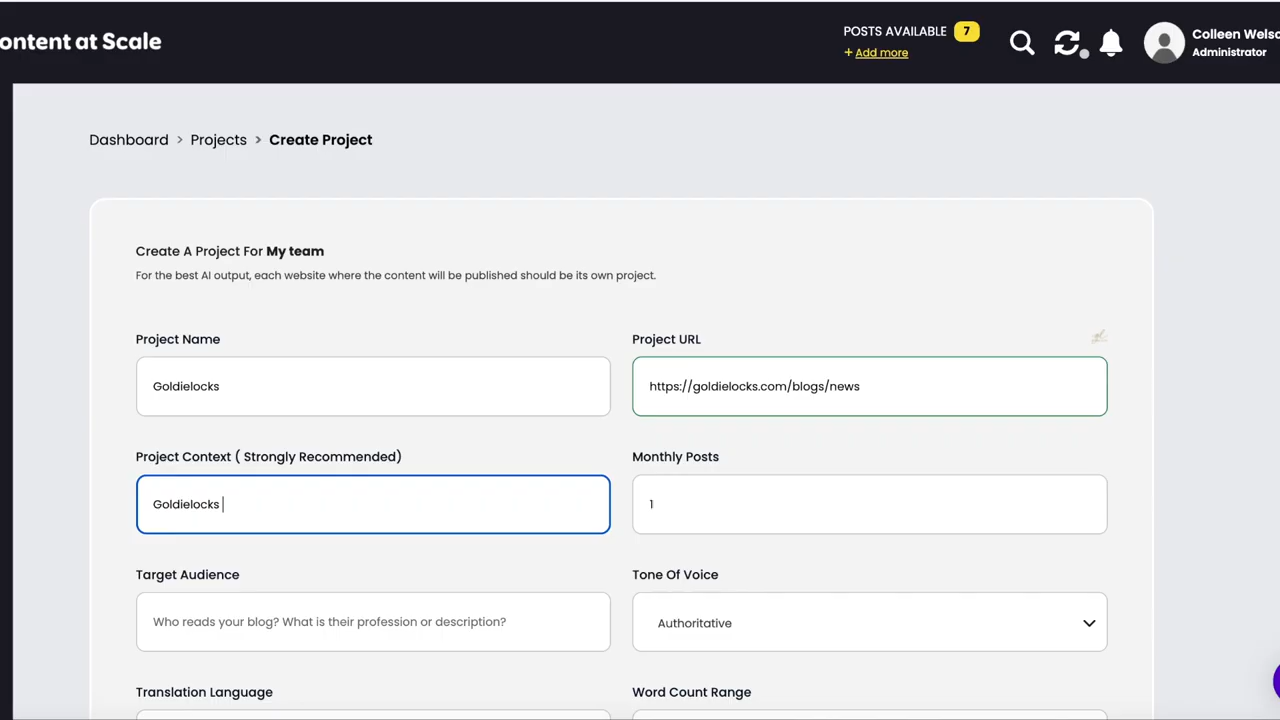 ontent at Scale
POSTS AVAILABLE 7
+ Add more
Colleen Welsc
Administrator
Dashboard > Projects > Create Project
Create A Project For My team
For the best AI output, each website where the content will be published should be its own project.
Project Name
Project URL
Goldielocks
https://goldielocks.com/blogs/news
Project Context ( Strongly Recommended)
Monthly Posts
Goldielocks
1
Target Audience
Tone Of Voice
Who reads your blog? What is their profession or description?
Authoritative
Translation Language
Word Count Range